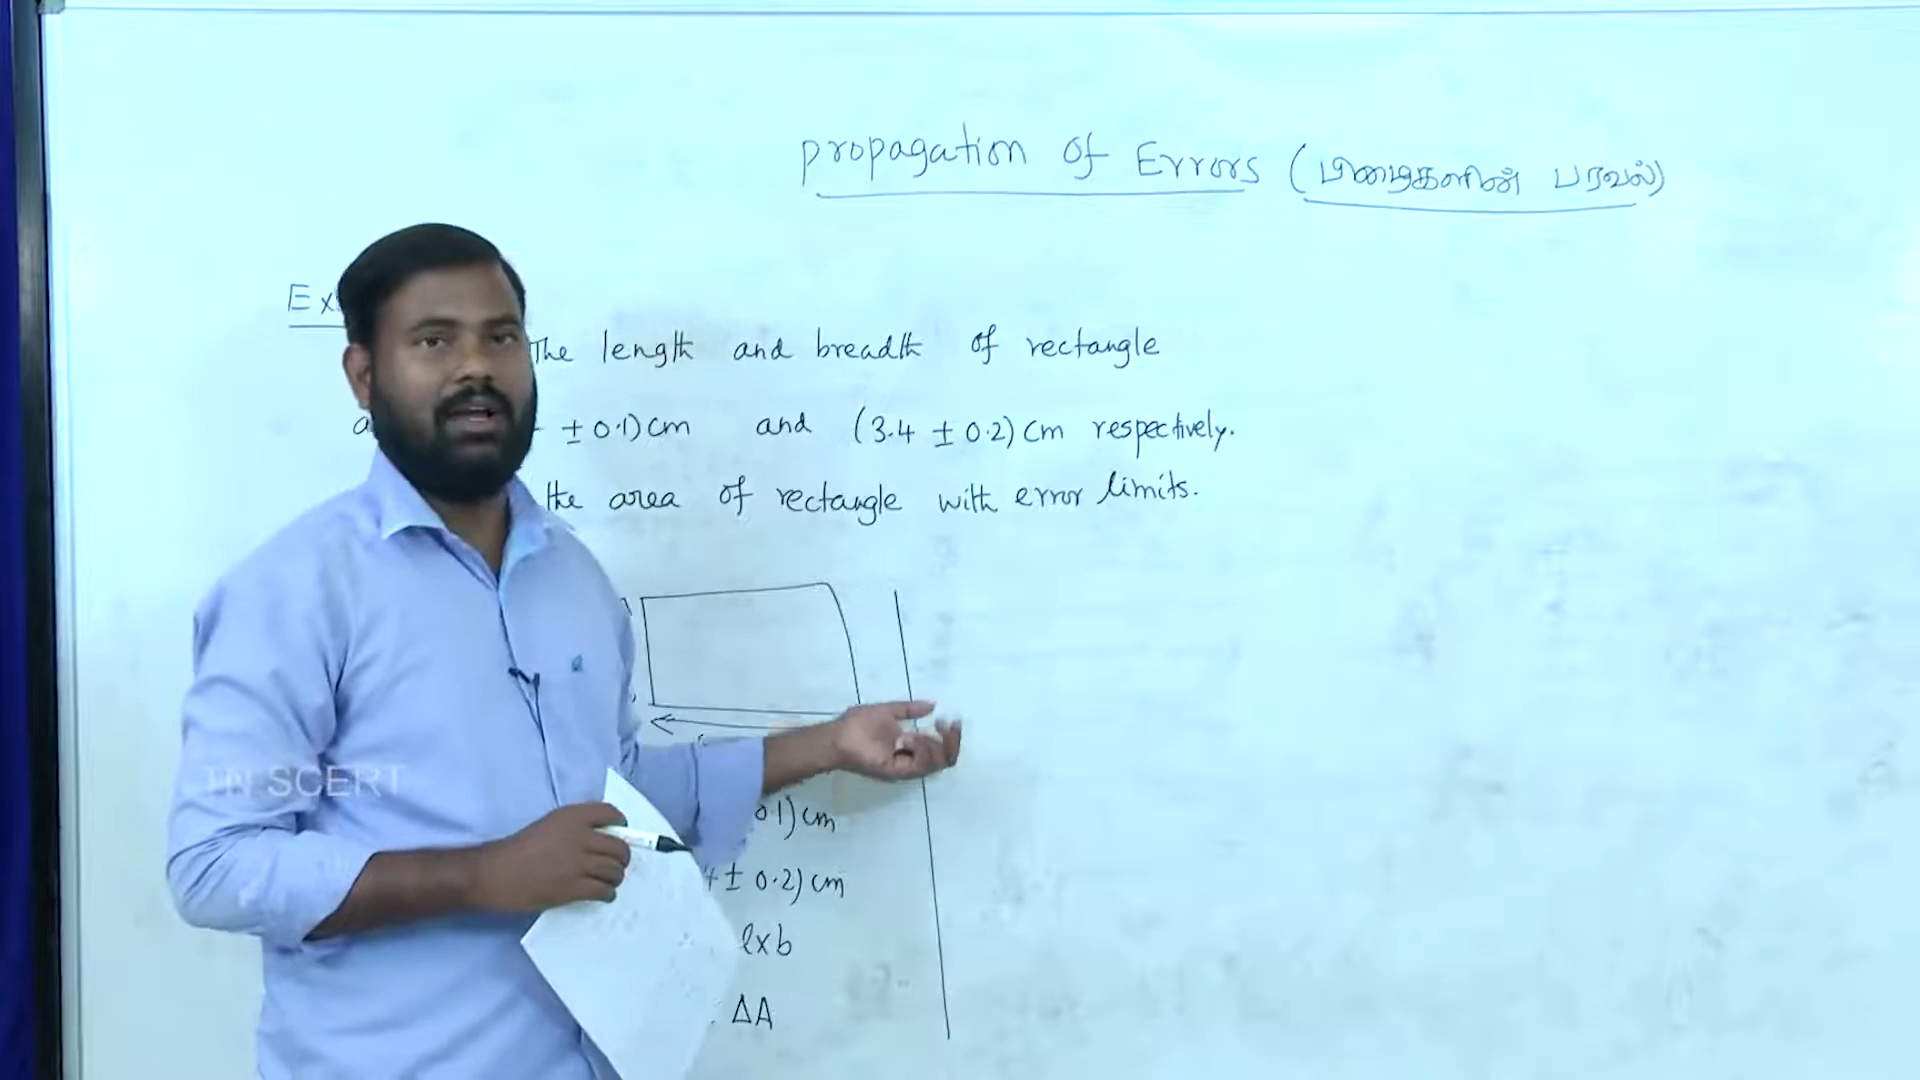 propagation of Errors (பிழைகளின் பரவல்)
The length and breadth of rectangle
± 0.1) cm and (3.4 ± 0.2) cm respectively.
the area of rectangle with error limits.
TN SCERT
0.1) cm
± 0.2) cm
l×b
ΔA